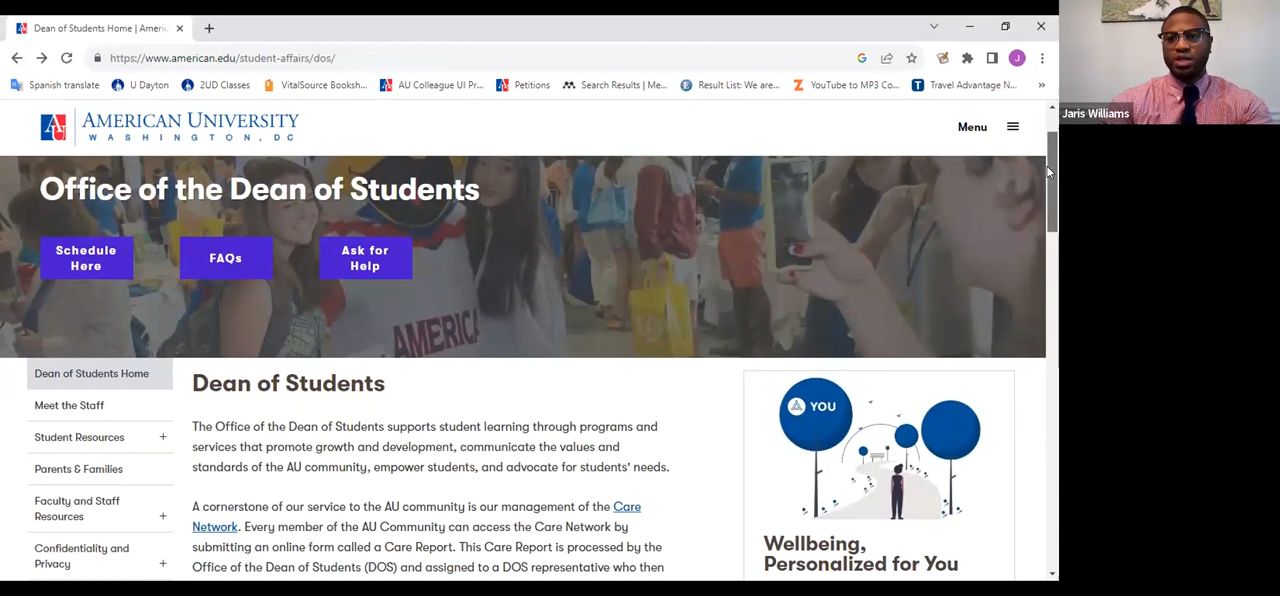 Dean of Students Home | Americ
https://www.american.edu/student-affairs/dos/
G
J
Spanish translate
U Dayton
2UD Classes
VitalSource Booksh...
AU Colleague UI Pr...
Petitions
Search Results | Me...
Result List: We are...
YouTube to MP3 Co...
Travel Advantage N...
»
Jaris Williams
AU
AMERICAN UNIVERSITY
WASHINGTON, DC
Menu
Office of the Dean of Students
Schedule
Here
FAQs
Ask for
Help
AMERICA
Dean of Students Home
Meet the Staff
Student Resources +
Parents & Families
Faculty and Staff
Resources +
Confidentiality and
Privacy +
Dean of Students
The Office of the Dean of Students supports student learning through programs and
services that promote growth and development, communicate the values and
standards of the AU community, empower students, and advocate for students' needs.
A cornerstone of our service to the AU community is our management of the Care
Network. Every member of the AU Community can access the Care Network by
submitting an online form called a Care Report. This Care Report is processed by the
Office of the Dean of Students (DOS) and assigned to a DOS representative who then
YOU
Wellbeing,
Personalized for You